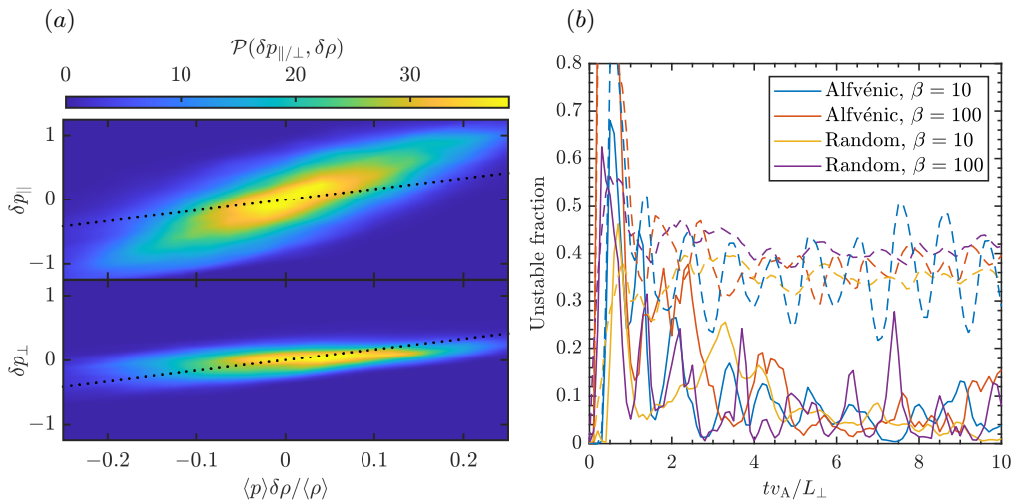 (a)
𝒫(δp∥/⊥, δρ)
0 10 20 30
1
0
−1
δp∥
1
0
−1
δp⊥
−0.2 −0.1 0 0.1 0.2
⟨p⟩δρ/⟨ρ⟩
(b)
0.8
0.7
0.6
0.5
0.4
0.3
0.2
0.1
0
Unstable fraction
Alfvénic, β = 10
Alfvénic, β = 100
Random, β = 10
Random, β = 100
0 2 4 6 8 10
tv_A/L_⊥